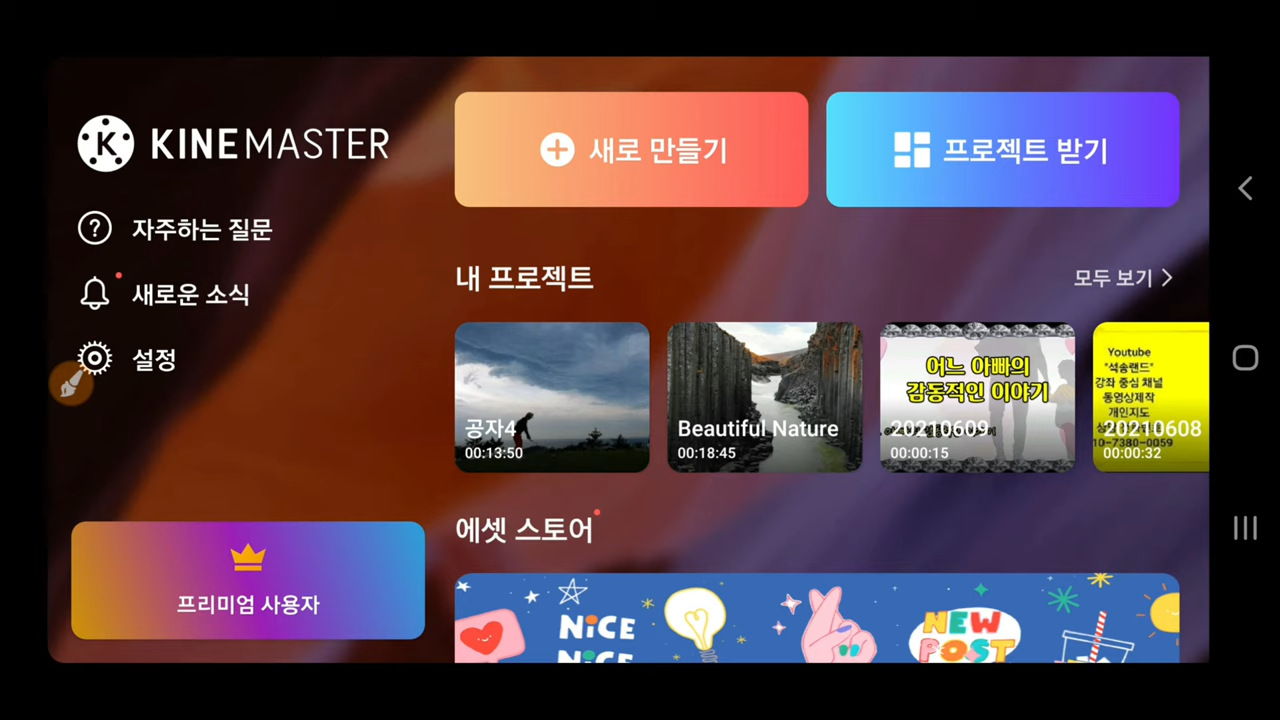 KINEMASTER
자주하는 질문
새로운 소식
설정
프리미엄 사용자
새로 만들기
프로젝트 받기
내 프로젝트
모두 보기
공자4
00:13:50
Beautiful Nature
00:18:45
어느 아빠의
감동적인 이야기
20210609
00:00:15
Youtube
"석송랜드"
강좌 중심 채널
동영상제작
개인지도
20210608
10-7380-0059
00:00:32
에셋 스토어
NICE
NICE
NEW
POST